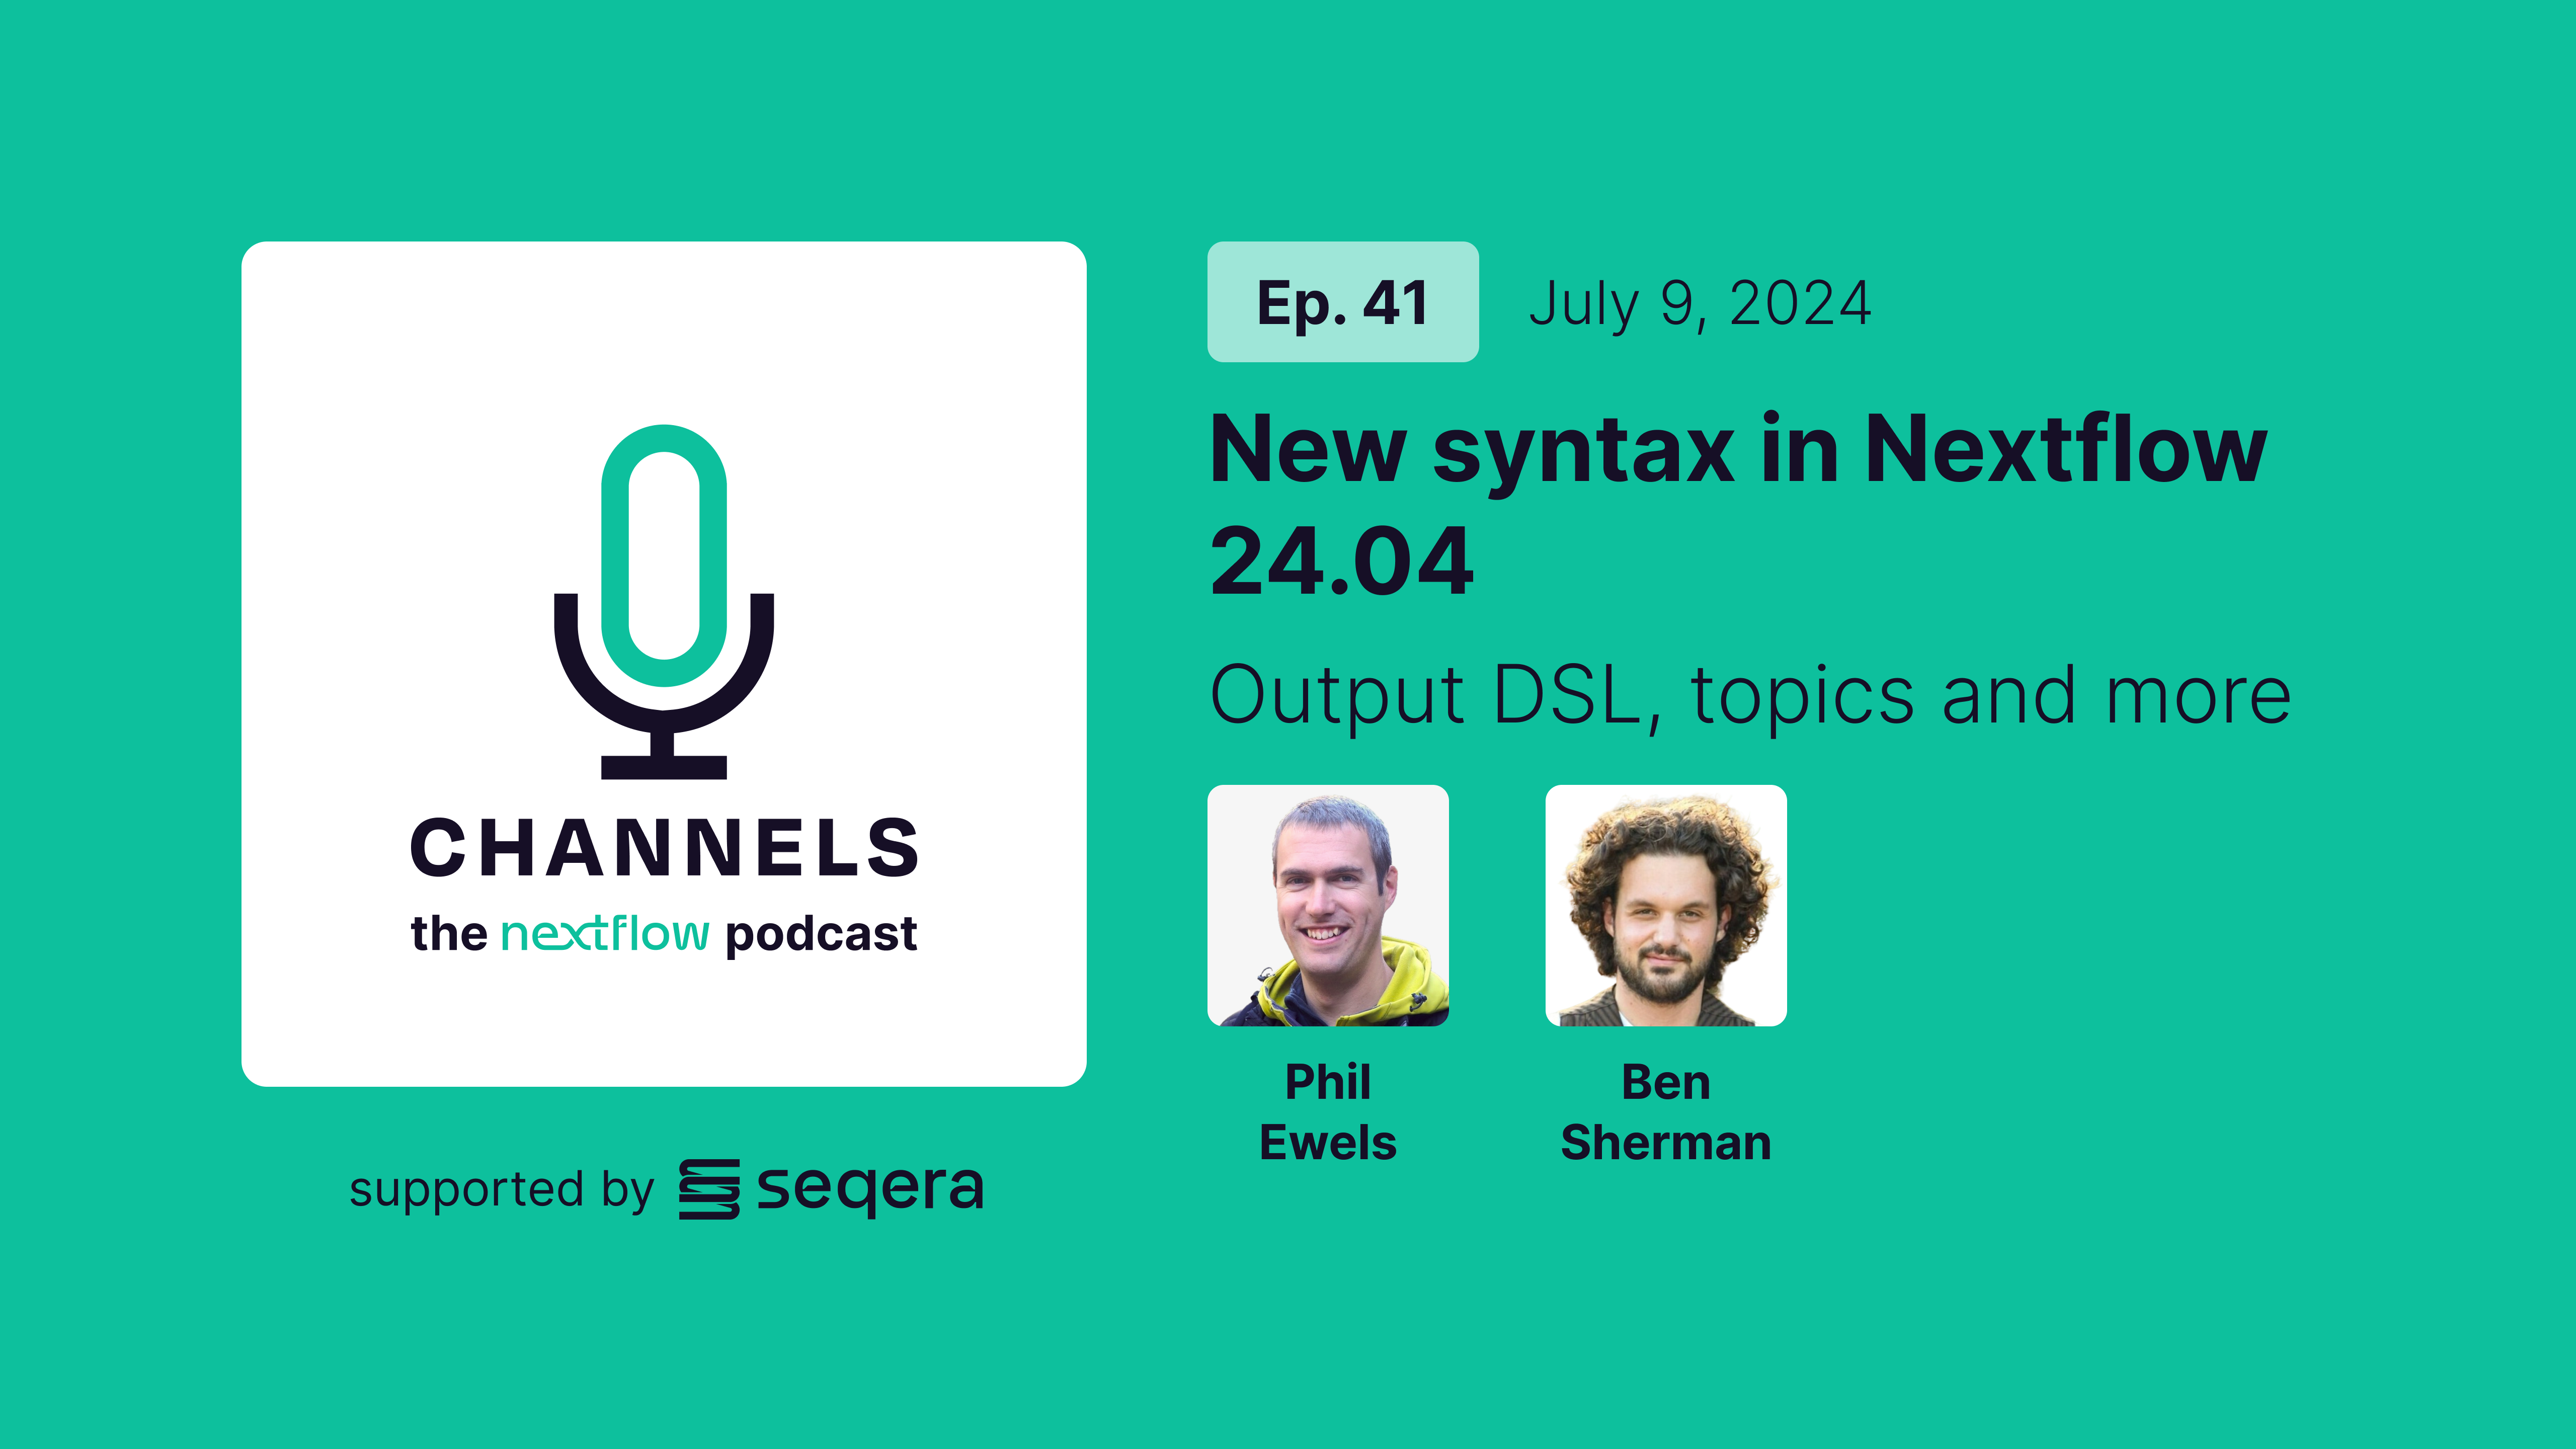 CHANNELS
the nextflow podcast
supported by seqera
Ep. 41
July 9, 2024
New syntax in Nextflow
24.04
Output DSL, topics and more
Phil
Ewels
Ben
Sherman